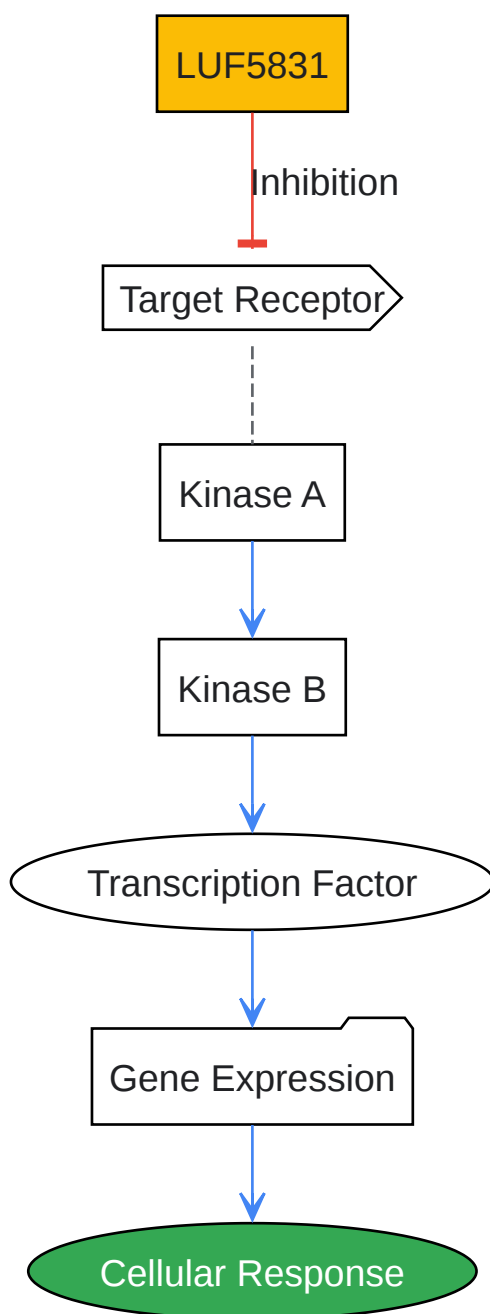 LUF5831
Inhibition
Target Receptor
Kinase A
Kinase B
Transcription Factor
Gene Expression
Cellular Response